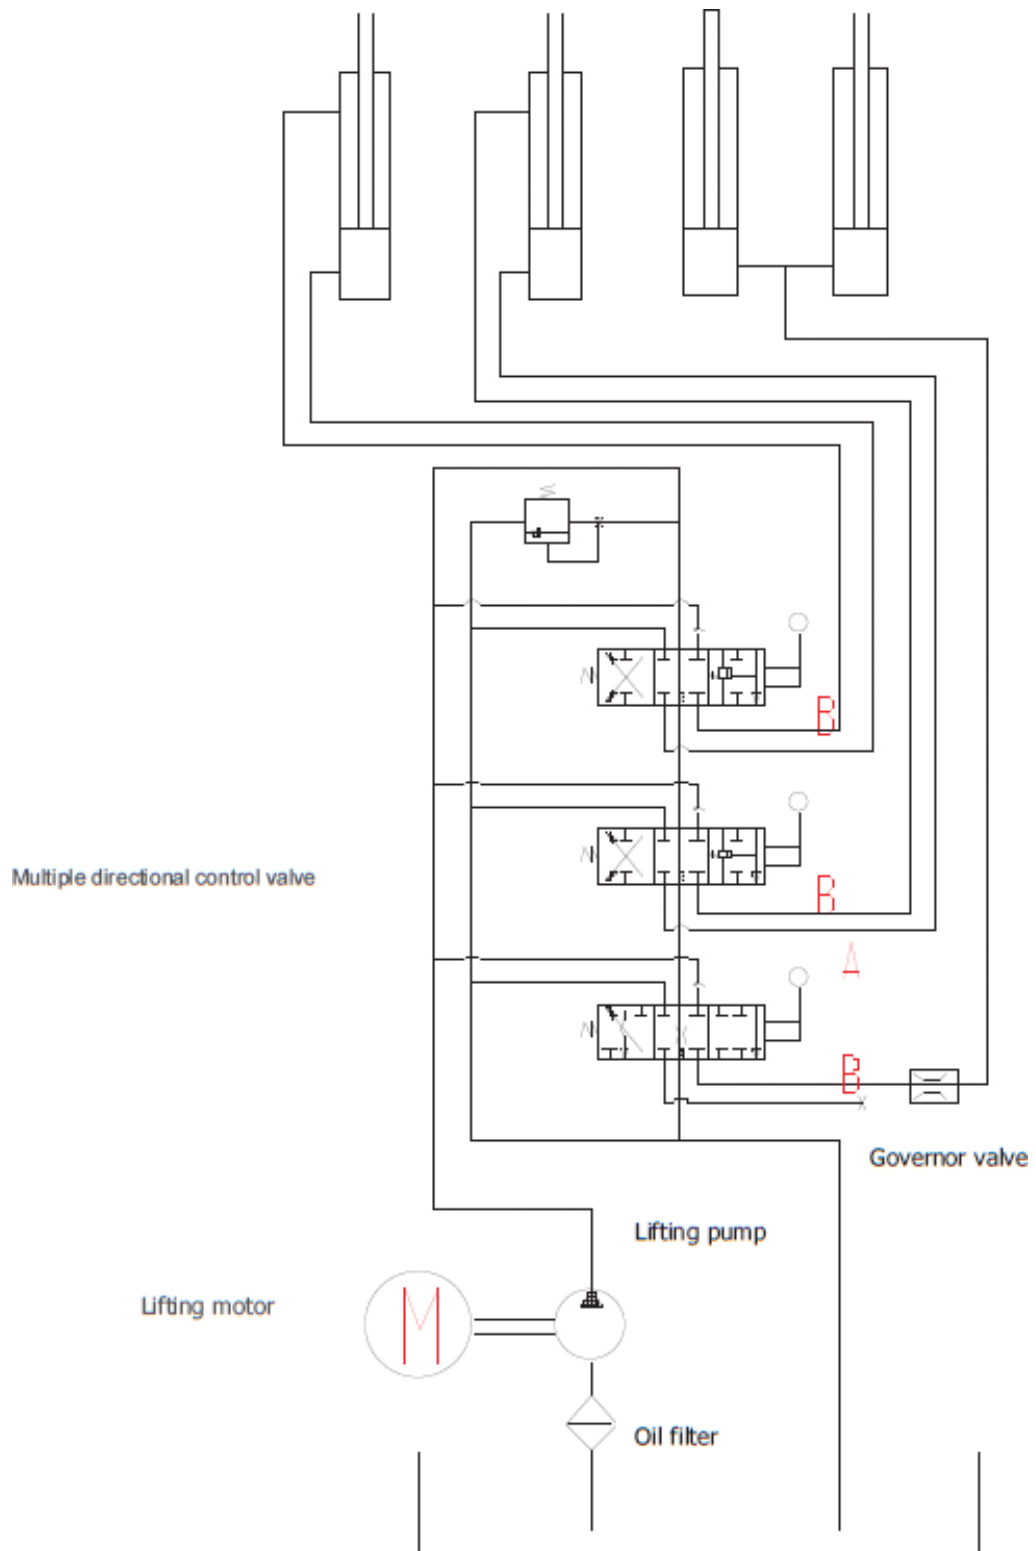 B
Multiple directional control valve
B
A
B
X
Governor valve
Lifting pump
Lifting motor
M
Oil filter